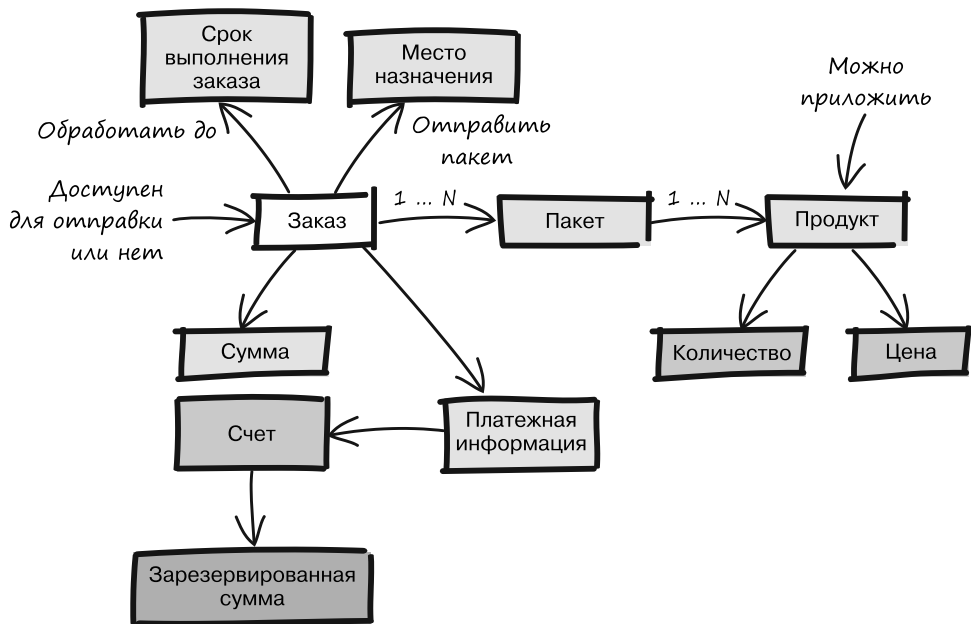 Срок
выполнения
заказа
Место
назначения
Можно
приложить
Обработать до
Отправить
пакет
Доступен
для отправки
или нет
Заказ
1 ... N
Пакет
1 ... N
Продукт
Сумма
Количество
Цена
Счет
Платежная
информация
Зарезервированная
сумма